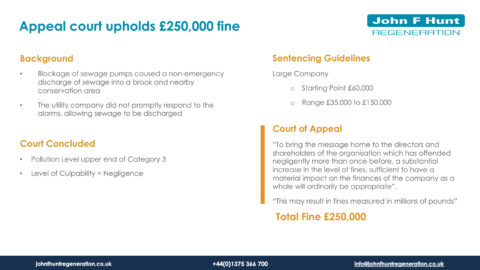 Appeal court upholds £250,000 fine
John F Hunt
REGENERATION
Background
• Blockage of sewage pumps caused a non-emergency
discharge of sewage into a brook and nearby
conservation area
• The utility company did not promptly respond to the
alarms, allowing sewage to be discharged
Court Concluded
• Pollution Level upper end of Category 3
• Level of Culpability = Negligence
Sentencing Guidelines
Large Company
o Starting Point £60,000
o Range £35,000 to £150,000
Court of Appeal
“To bring the message home to the directors and
shareholders of the organisation which has offended
negligently more than once before, a substantial
increase in the level of fines, sufficient to have a
material impact on the finances of the company as a
whole will ordinarily be appropriate”.
“This may result in fines measured in millions of pounds”
Total Fine £250,000
johnfhuntregeneration.co.uk
+44(0)1375 366 700
info@johnfhuntregeneration.co.uk